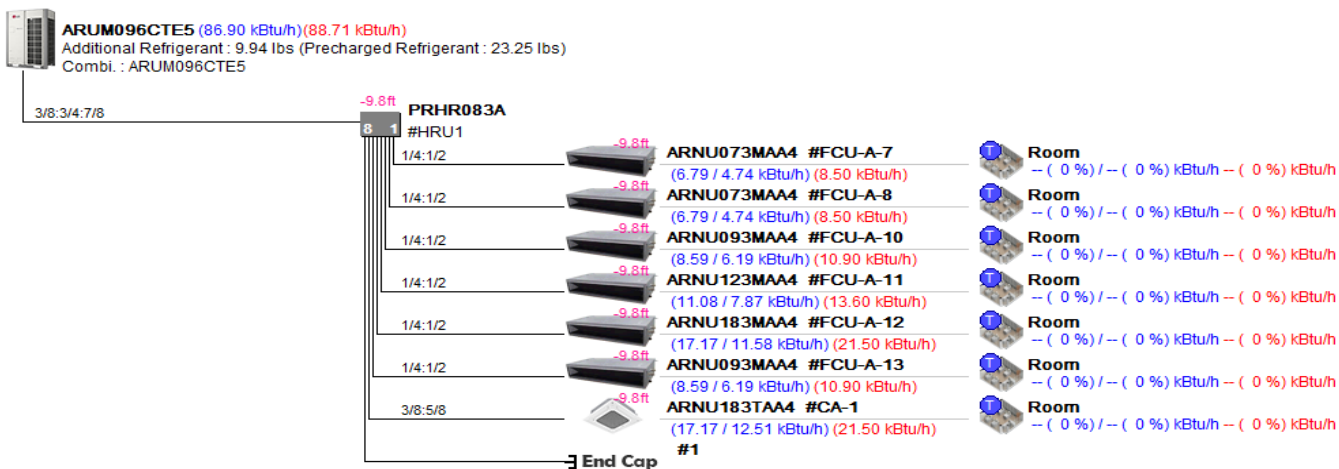 ARUM096CTE5 (86.90 kBtu/h)(88.71 kBtu/h)
Additional Refrigerant : 9.94 lbs (Precharged Refrigerant : 23.25 lbs)
Combi. : ARUM096CTE5
3/8:3/4:7/8
-9.8ft
PRHR083A
8 1
#HRU1
1/4:1/2
-9.8ft
ARNU073MAA4 #FCU-A-7
(6.79 / 4.74 kBtu/h) (8.50 kBtu/h)
T
Room
-- ( 0 %) / -- ( 0 %) kBtu/h -- ( 0 %) kBtu/h
1/4:1/2
-9.8ft
ARNU073MAA4 #FCU-A-8
(6.79 / 4.74 kBtu/h) (8.50 kBtu/h)
T
Room
-- ( 0 %) / -- ( 0 %) kBtu/h -- ( 0 %) kBtu/h
1/4:1/2
-9.8ft
ARNU093MAA4 #FCU-A-10
(8.59 / 6.19 kBtu/h) (10.90 kBtu/h)
T
Room
-- ( 0 %) / -- ( 0 %) kBtu/h -- ( 0 %) kBtu/h
1/4:1/2
-9.8ft
ARNU123MAA4 #FCU-A-11
(11.08 / 7.87 kBtu/h) (13.60 kBtu/h)
T
Room
-- ( 0 %) / -- ( 0 %) kBtu/h -- ( 0 %) kBtu/h
1/4:1/2
-9.8ft
ARNU183MAA4 #FCU-A-12
(17.17 / 11.58 kBtu/h) (21.50 kBtu/h)
T
Room
-- ( 0 %) / -- ( 0 %) kBtu/h -- ( 0 %) kBtu/h
1/4:1/2
-9.8ft
ARNU093MAA4 #FCU-A-13
(8.59 / 6.19 kBtu/h) (10.90 kBtu/h)
T
Room
-- ( 0 %) / -- ( 0 %) kBtu/h -- ( 0 %) kBtu/h
3/8:5/8
-9.8ft
ARNU183TAA4 #CA-1
(17.17 / 12.51 kBtu/h) (21.50 kBtu/h)
T
Room
-- ( 0 %) / -- ( 0 %) kBtu/h -- ( 0 %) kBtu/h
#1
End Cap